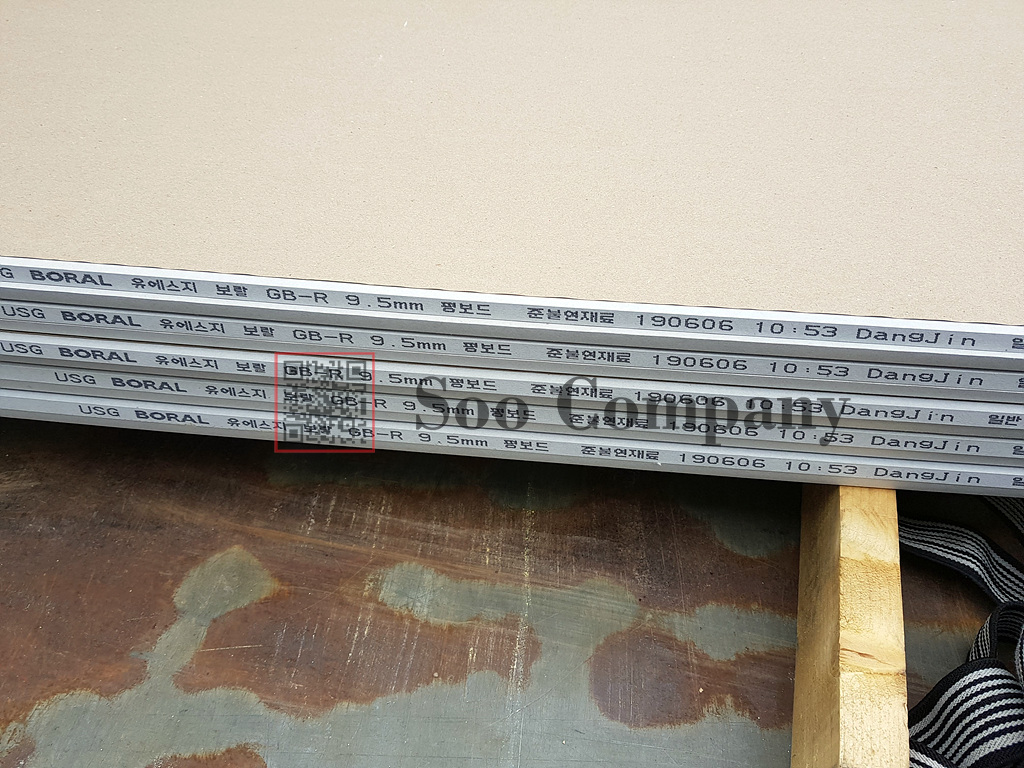 G BORAL 유에스지 보랄 GB-R 9.5mm 평보드 준불연재료 190606 10:53 DangJin 일
USG BORAL 유에스지 보랄 GB-R 9.5mm 평보드 준불연재료 190606 10:53 DangJin 일
USG BORAL 유에스지 보랄 GB-R 9.5mm 평보드 준불연재료 190606 10:53 DangJin 일반
USG BORAL 유에스지 보랄 GB-R 9.5mm 평보드 준불연재료 190606 10:53 DangJin 일
USG BORAL 유에스지 보랄 GB-R 9.5mm 평보드 준불연재료 190606 10:53 DangJin 일
Soo Company